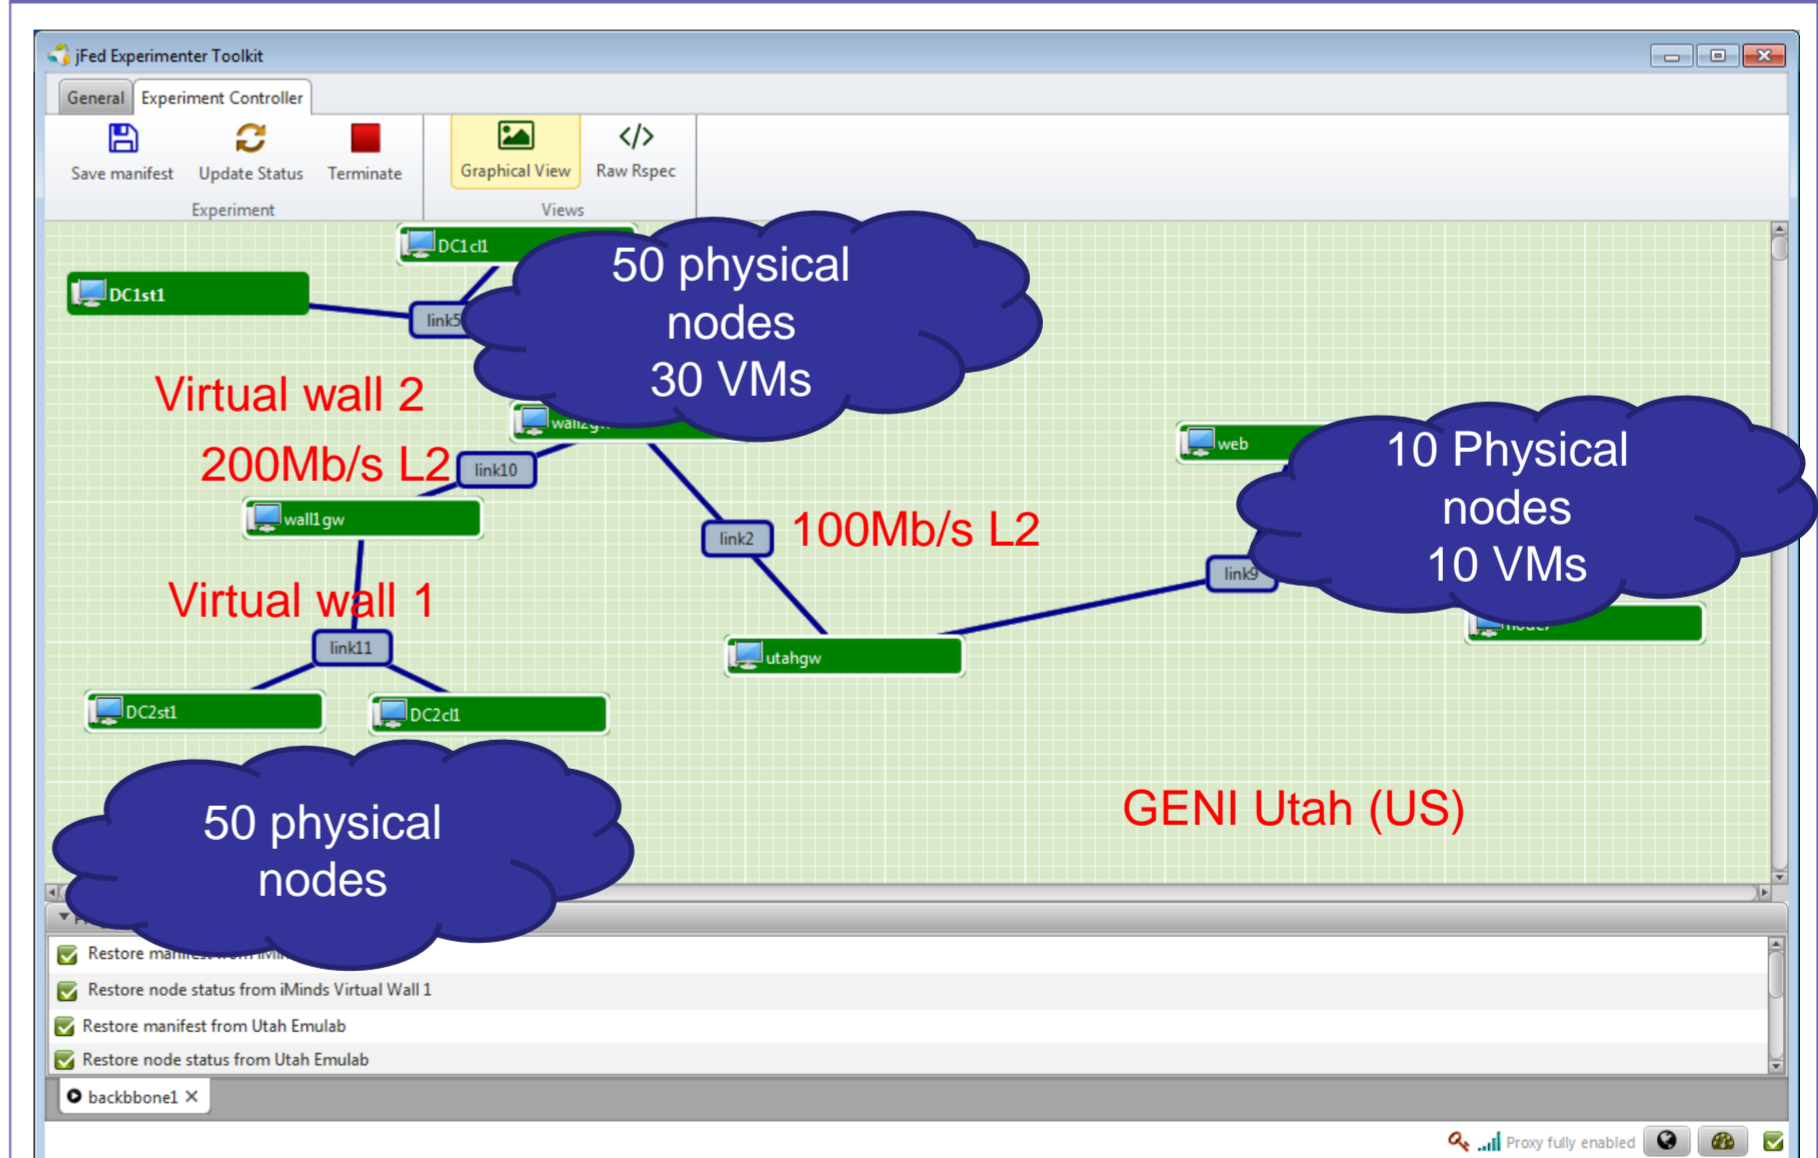 jFed Experimenter Toolkit
General Experiment Controller
Save manifest Update Status Terminate Graphical View Raw Rspec
Experiment Views
DC1cl1
50 physical
nodes
30 VMs
DC1st1
link5
Virtual wall 2
wall2gw
200Mb/s L2
link10
web
10 Physical
nodes
10 VMs
wall1gw
link2
100Mb/s L2
link9
Virtual wall 1
link11
utahgw
DC2st1
DC2cl1
50 physical
nodes
GENI Utah (US)
Restore manifest from
Restore node status from iMinds Virtual Wall 1
Restore manifest from Utah Emulab
Restore node status from Utah Emulab
backbbone1
Proxy fully enabled